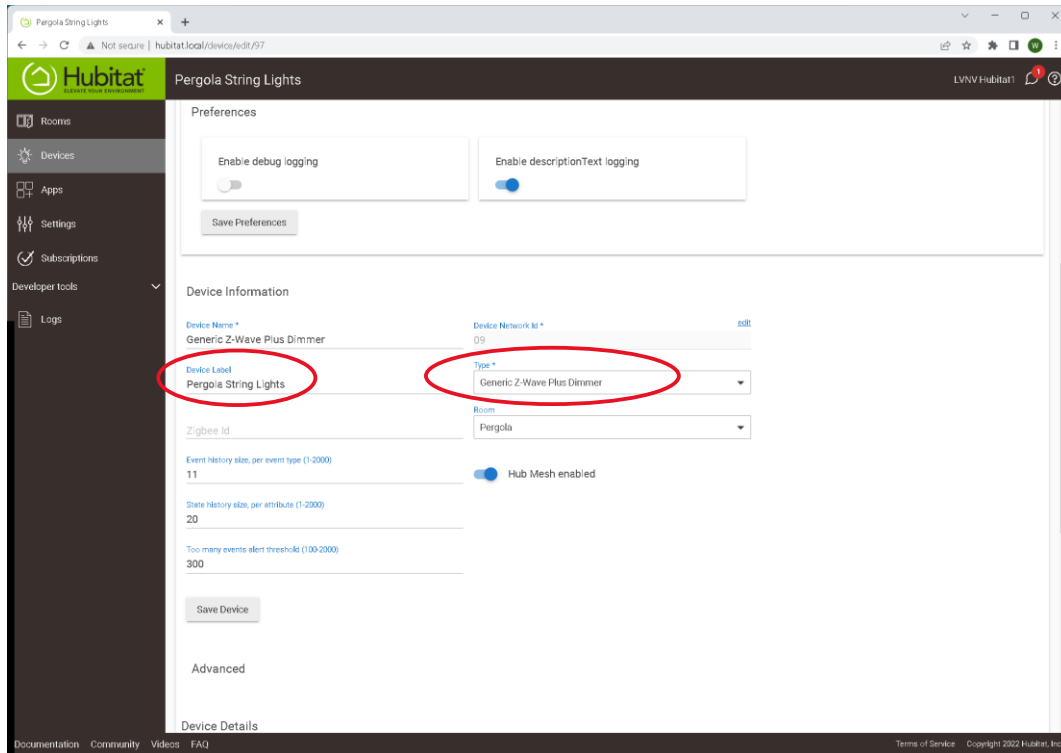 Pergola String Lights
Not secure | hubitat.local/device/edit/97
W
Hubitat
ELEVATE YOUR ENVIRONMENT
Pergola String Lights
LVNV Hubitat1
1
Rooms
Devices
Apps
Settings
Subscriptions
Developer tools
Logs
Preferences
Enable debug logging
Enable descriptionText logging
Save Preferences
Device Information
Device Name *
Generic Z-Wave Plus Dimmer
Device Network Id *
edit
09
Device Label
Pergola String Lights
Type *
Generic Z-Wave Plus Dimmer
Zigbee Id
Room
Pergola
Event history size, per event type (1-2000)
11
Hub Mesh enabled
State history size, per attribute (1-2000)
20
Too many events alert threshold (100-2000)
300
Save Device
Advanced
Device Details
Documentation Community Videos FAQ
Terms of Service Copyright 2022 Hubitat, Inc